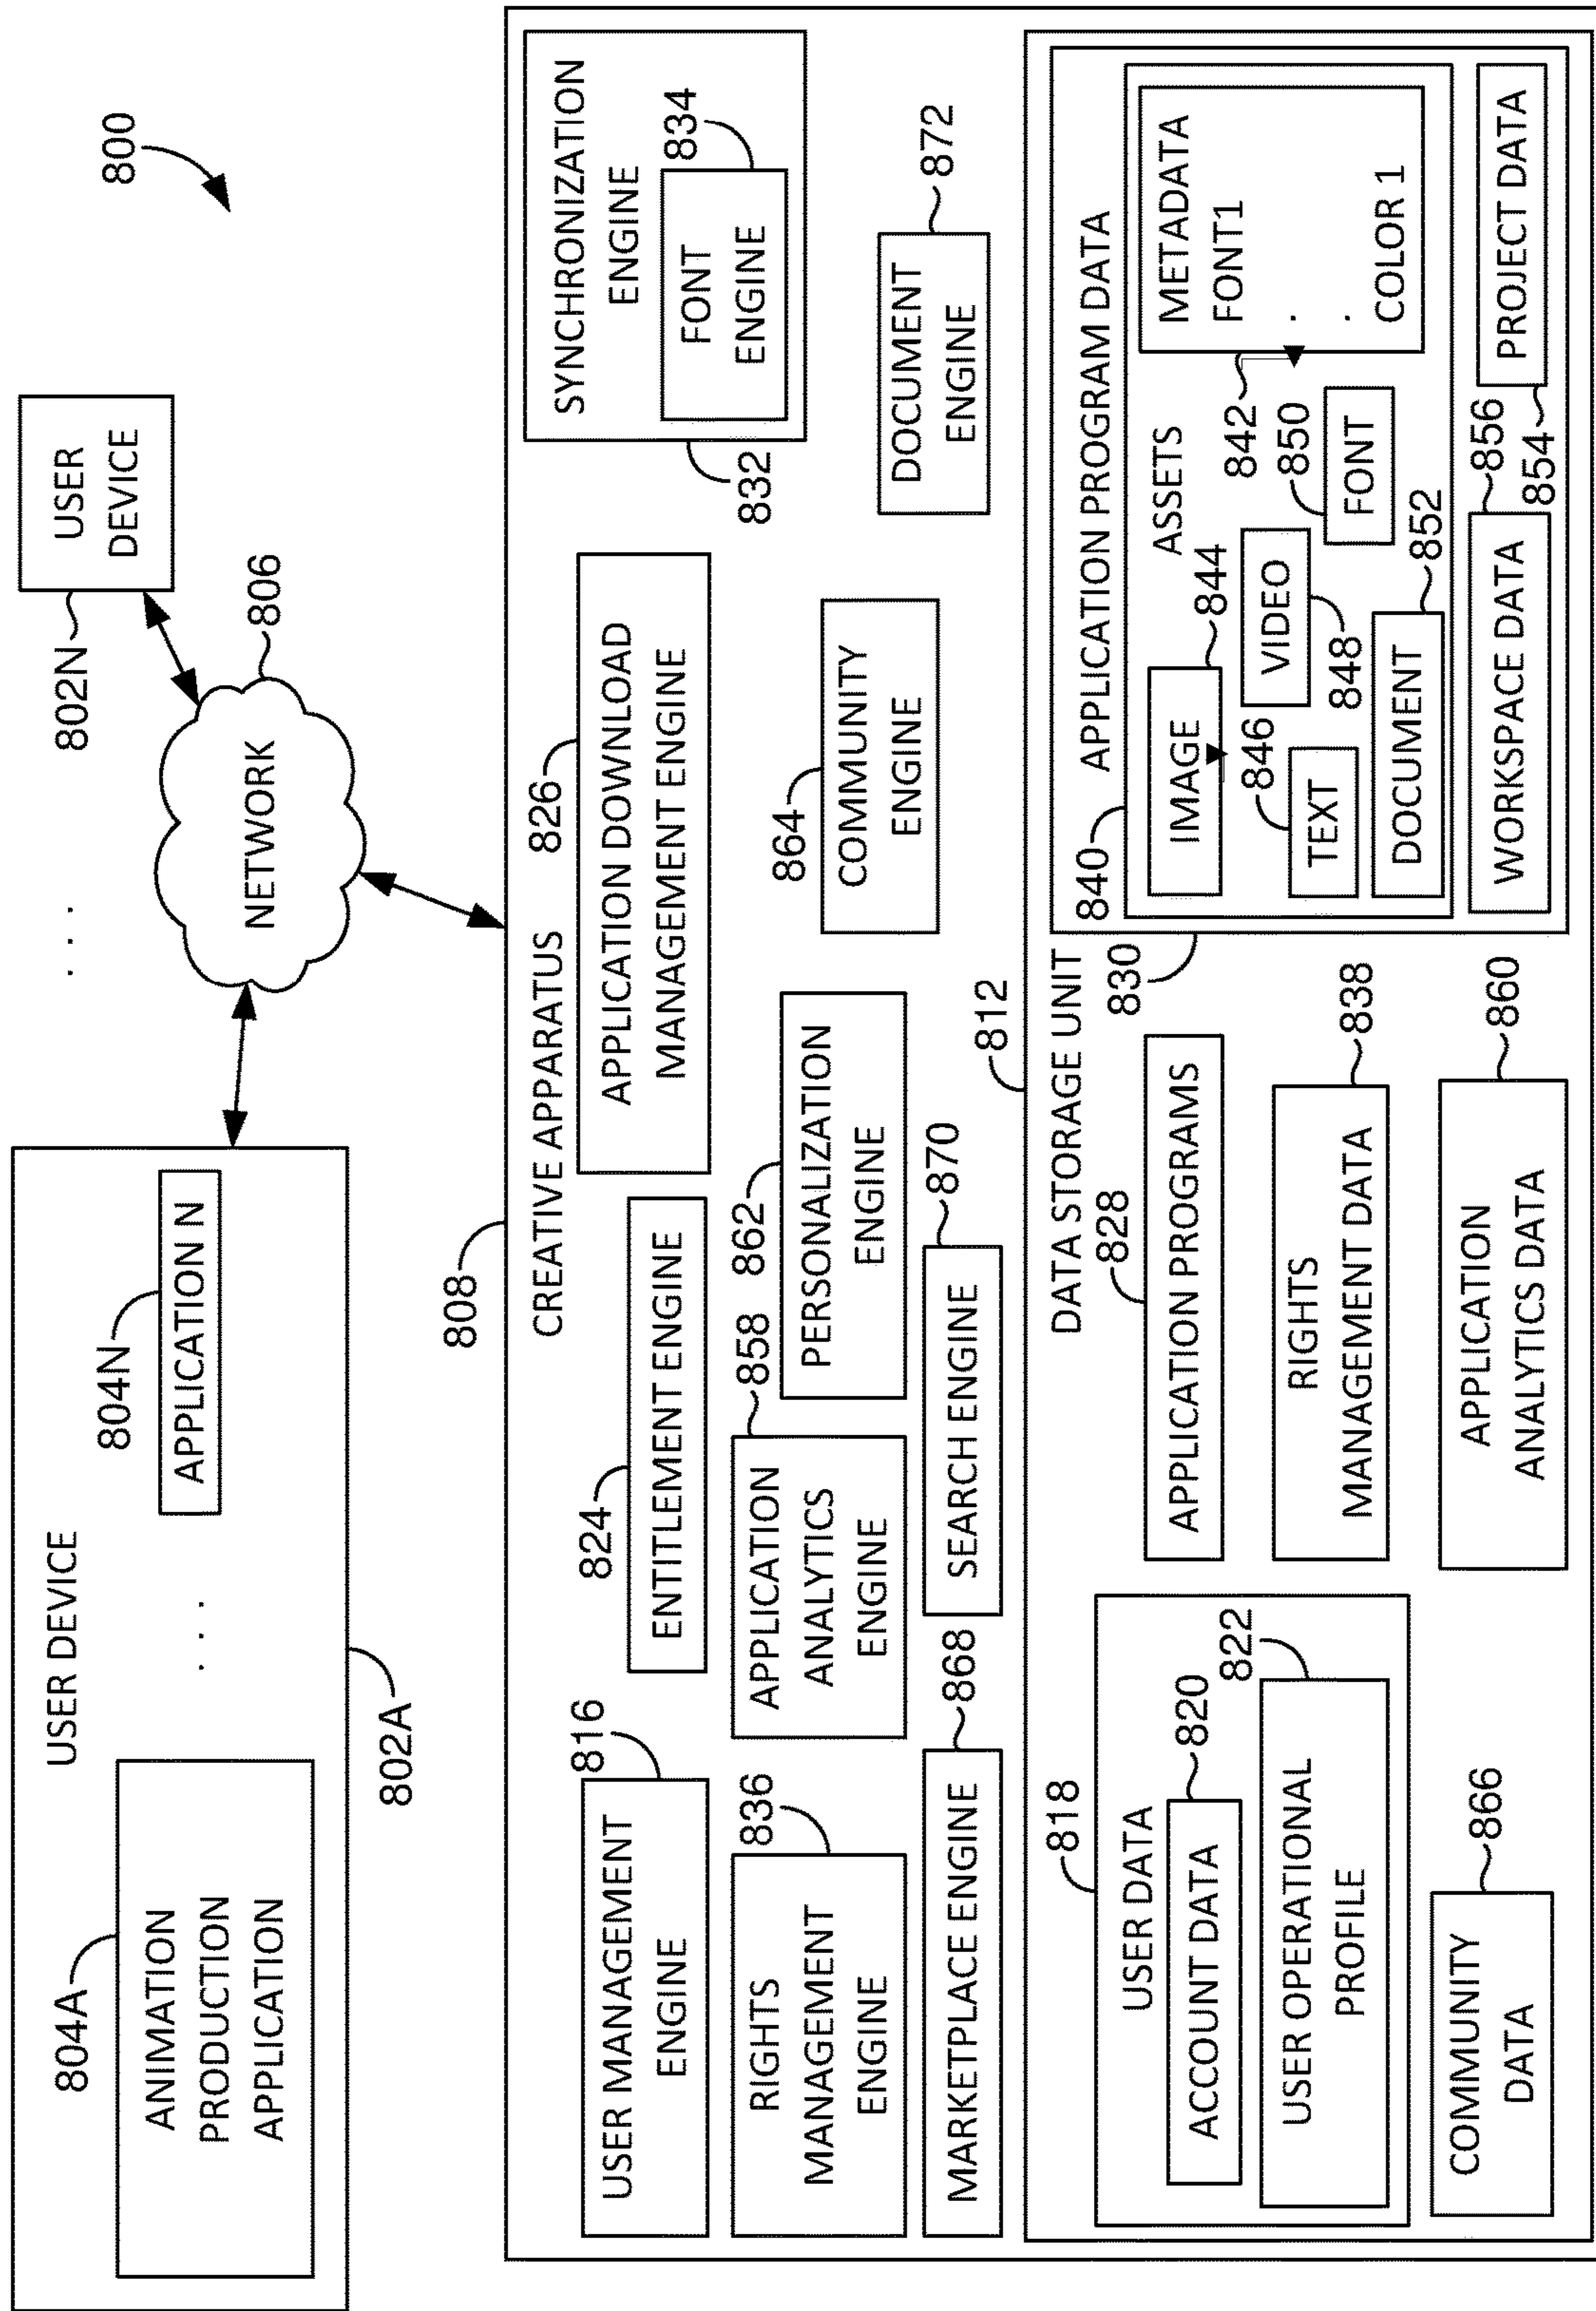 800
USER DEVICE
804A
ANIMATION
PRODUCTION
APPLICATION
. . .
804N
APPLICATION N
802A
. . .
USER
DEVICE
802N
NETWORK
806
808
CREATIVE APPARATUS
816
USER MANAGEMENT
ENGINE
824
ENTITLEMENT ENGINE
826
APPLICATION DOWNLOAD
MANAGEMENT ENGINE
SYNCHRONIZATION
ENGINE
834
FONT
ENGINE
832
836
RIGHTS
MANAGEMENT
ENGINE
858
APPLICATION
ANALYTICS
ENGINE
862
PERSONALIZATION
ENGINE
864
COMMUNITY
ENGINE
872
DOCUMENT
ENGINE
868
MARKETPLACE ENGINE
870
SEARCH ENGINE
812
DATA STORAGE UNIT
818
USER DATA
820
ACCOUNT DATA
822
USER OPERATIONAL
PROFILE
866
COMMUNITY
DATA
828
APPLICATION PROGRAMS
838
RIGHTS
MANAGEMENT DATA
860
APPLICATION
ANALYTICS DATA
830
APPLICATION PROGRAM DATA
840
ASSETS
844
IMAGE
846
TEXT
848
VIDEO
850
FONT
852
DOCUMENT
842
METADATA
FONT1
.
.
COLOR 1
856
WORKSPACE DATA
854
PROJECT DATA